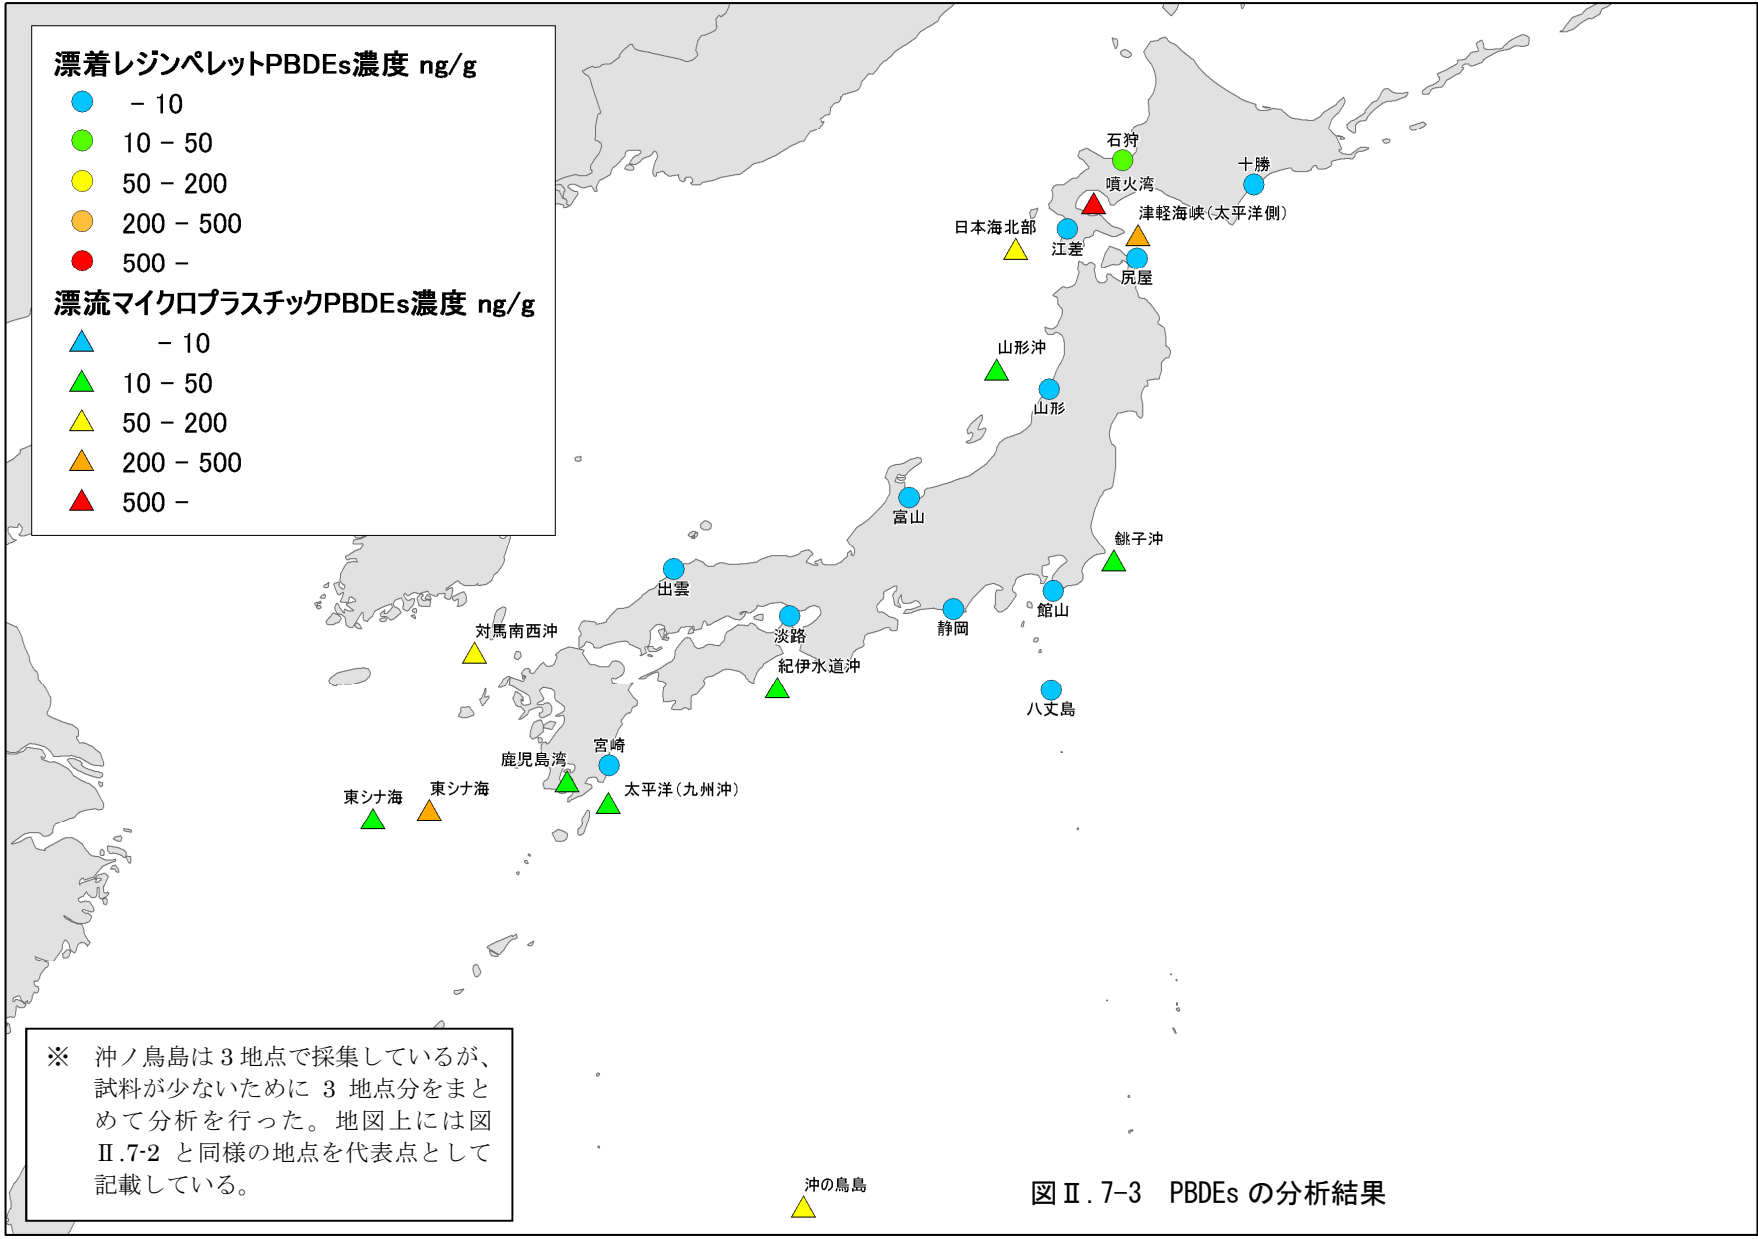 漂着レジンペレットPBDEs濃度 ng/g
- 10
10 - 50
50 - 200
200 - 500
500 -
漂流マイクロプラスチックPBDEs濃度 ng/g
- 10
10 - 50
50 - 200
200 - 500
500 -
石狩
十勝
噴火湾
津軽海峡(太平洋側)
日本海北部
江差
尻屋
山形沖
山形
富山
銚子沖
出雲
館山
淡路
静岡
対馬南西沖
紀伊水道沖
八丈島
宮崎
鹿児島湾
太平洋(九州沖)
東シナ海
東シナ海
※ 沖ノ鳥島は3地点で採集しているが、
試料が少ないために 3 地点分をまと
めて分析を行った。地図上には図
Ⅱ.7-2 と同様の地点を代表点として
記載している。
沖の鳥島
図Ⅱ.7-3 PBDEs の分析結果